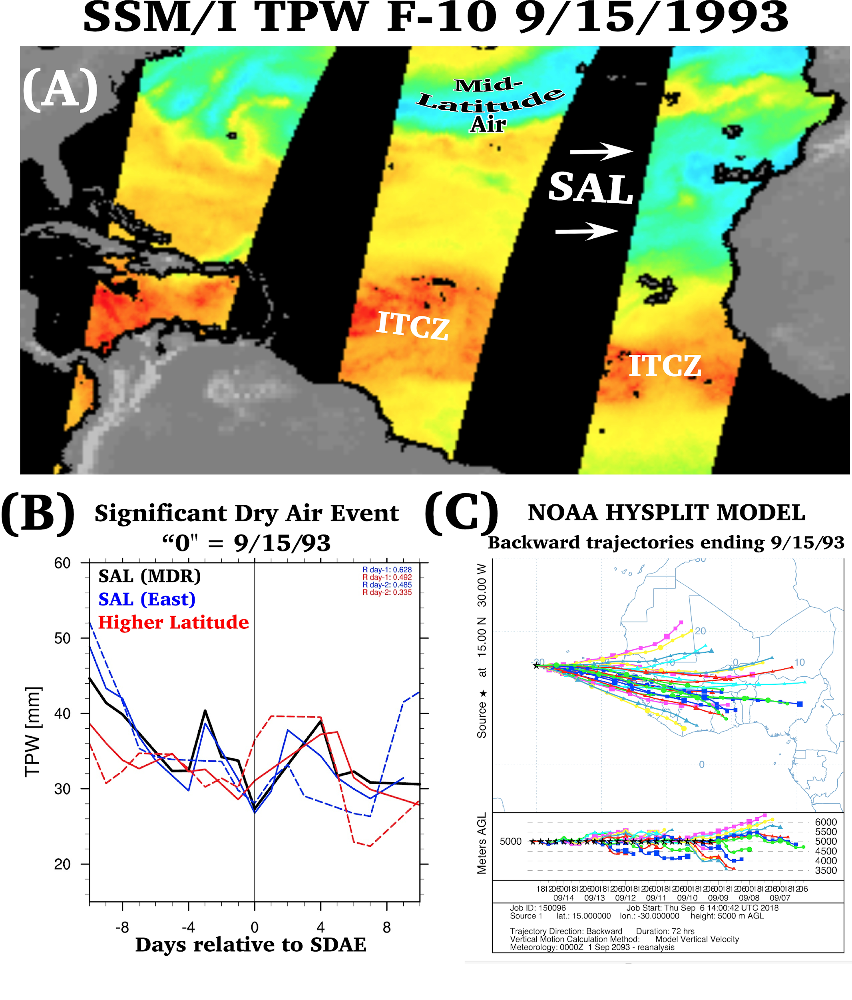 SSM/I TPW F-10 9/15/1993
(A)
Mid-
Latitude
Air
SAL
ITCZ
ITCZ
(B)
Significant Dry Air Event
“0" = 9/15/93
60
50
40
30
20
TPW [mm]
SAL (MDR)
SAL (East)
Higher Latitude
R day-1: 0.628
R day-1: 0.492
R day-2: 0.485
R day-2: 0.335
-8 -4 0 4 8
Days relative to SDAE
(C)
NOAA HYSPLIT MODEL
Backward trajectories ending 9/15/93
Source ★ at 15.00 N 30.00 W
20
0
10
0
Meters AGL
5000
6000
5500
5000
4500
4000
3500
09/14 09/13 09/12 09/11 09/10 09/09 09/08 09/07
Job ID: 150096 Job Start: Thu Sep 6 14:00:42 UTC 2018
Source 1 lat.: 15.000000 lon.: -30.000000 height: 5000 m AGL
Trajectory Direction: Backward Duration: 72 hrs
Vertical Motion Calculation Method: Model Vertical Velocity
Meteorology: 0000Z 1 Sep 2093 - reanalysis